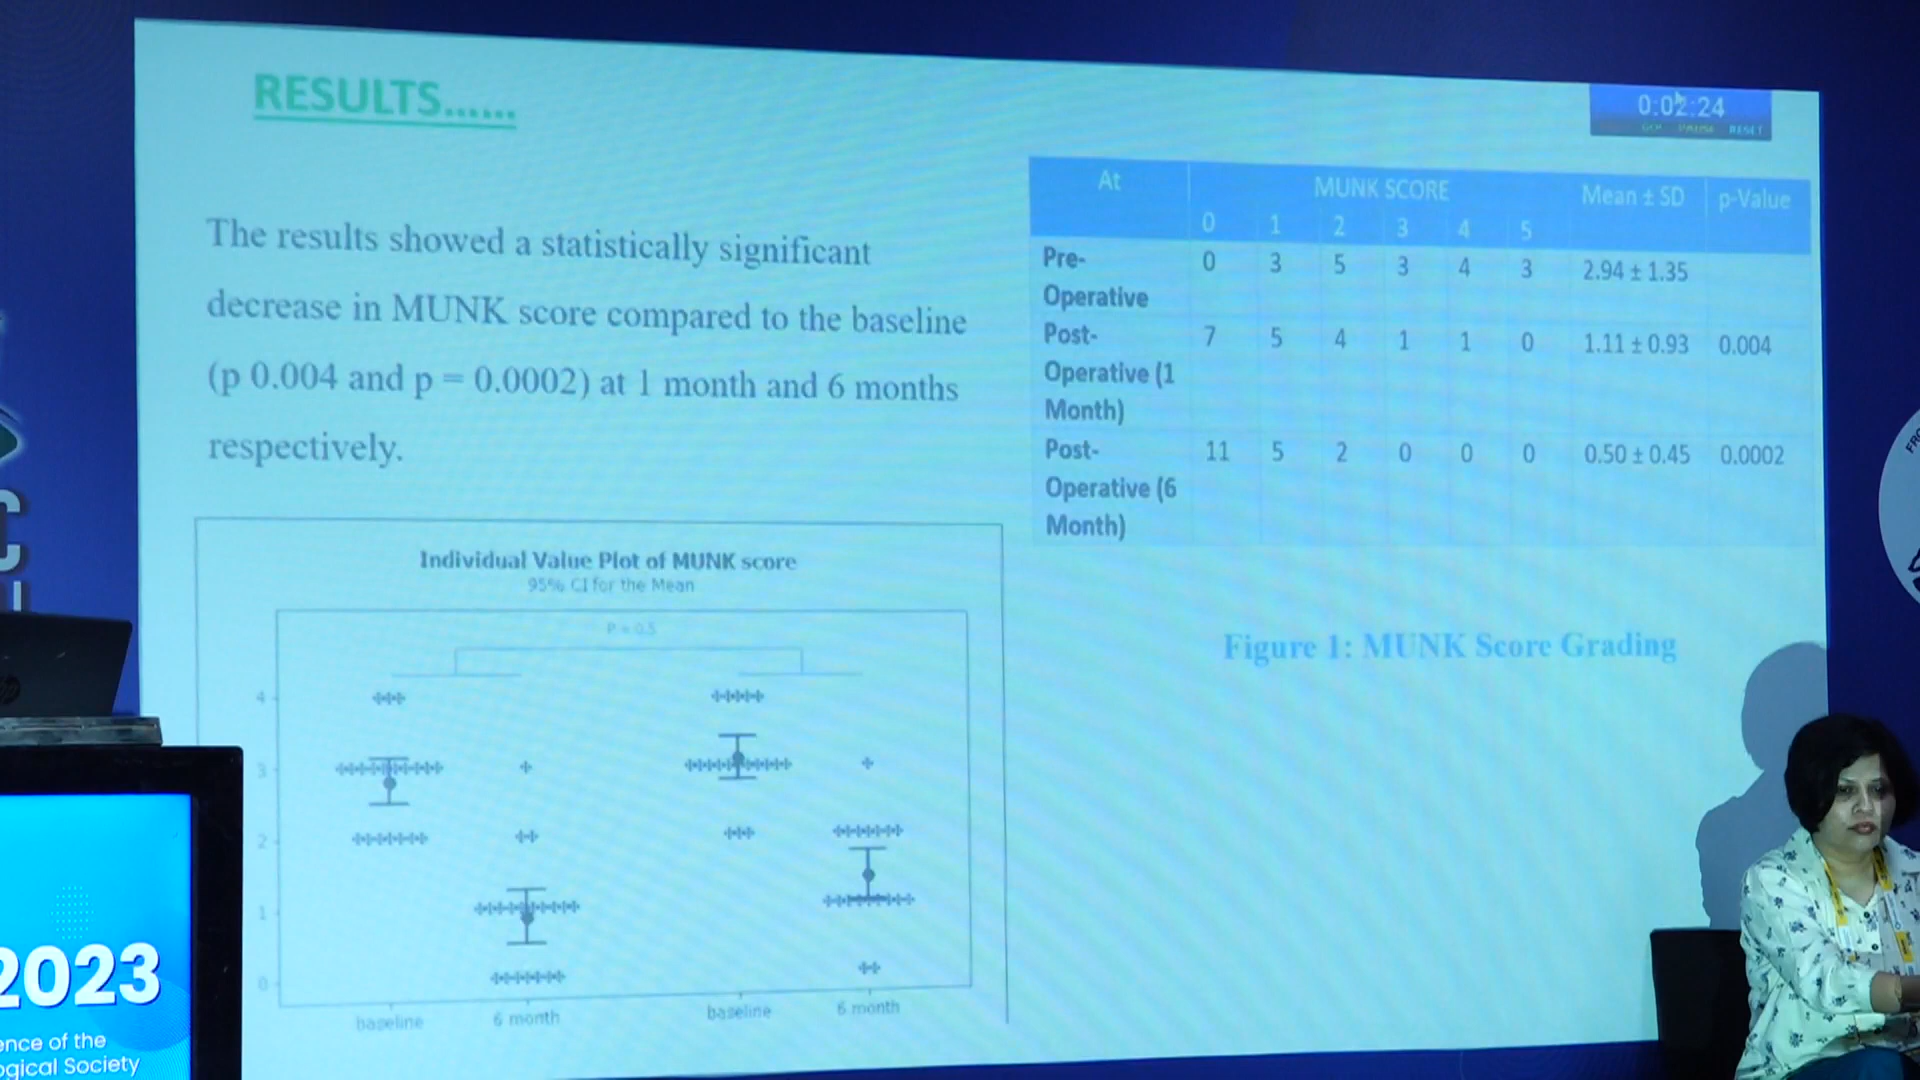 RESULTS......
0:02:24
The results showed a statistically significant
decrease in MUNK score compared to the baseline
(p 0.004 and p = 0.0002) at 1 month and 6 months
respectively.
At MUNK SCORE Mean ± SD p-Value
0 1 2 3 4 5
Pre-Operative 0 3 5 3 4 3 2.94 ± 1.35
Post-Operative (1 Month) 7 5 4 1 1 0 1.11 ± 0.93 0.004
Post-Operative (6 Month) 11 5 2 0 0 0 0.50 ± 0.45 0.0002
Figure 1: MUNK Score Grading
Individual Value Plot of MUNK score
95% CI for the Mean
P = 0.5
4
3
2
1
0
baseline 6 month baseline 6 month
2023
ence of the
ogical Society